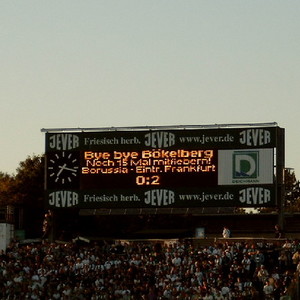 JEVER Friesisch herb. JEVER www.jever.de JEVER
Bye bye Bökelberg
Noch 15 Mal mitfiebern!
Borussia - Eintr. Frankfurt
0:2
D
JEVER Friesisch herb. JEVER www.jever.de JEVER